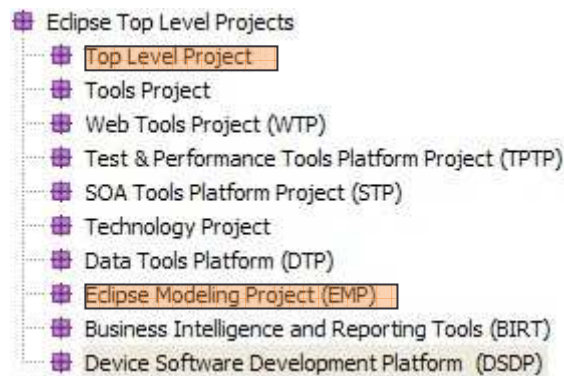 Eclipse Top Level Projects
Top Level Project
Tools Project
Web Tools Project (WTP)
Test & Performance Tools Platform Project (TPTP)
SOA Tools Platform Project (STP)
Technology Project
Data Tools Platform (DTP)
Eclipse Modeling Project (EMP)
Business Intelligence and Reporting Tools (BIRT)
Device Software Development Platform (DSDP)